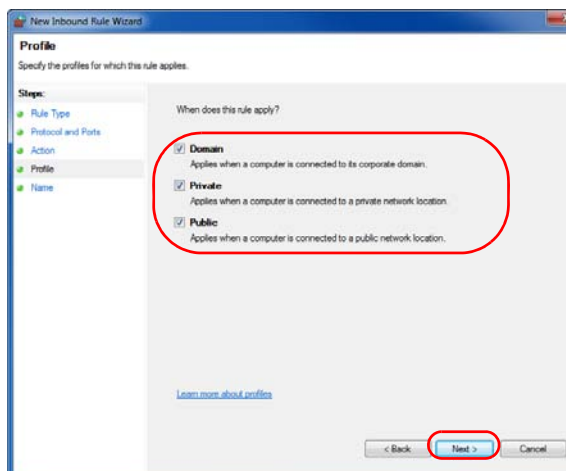 New Inbound Rule Wizard
Profile
Specify the profiles for which this rule applies.
Steps:
Rule Type
Protocol and Ports
Action
Profile
Name
When does this rule apply?
Domain
Applies when a computer is connected to its corporate domain.
Private
Applies when a computer is connected to a private network location.
Public
Applies when a computer is connected to a public network location.
Learn more about profiles
< Back
Next >
Cancel